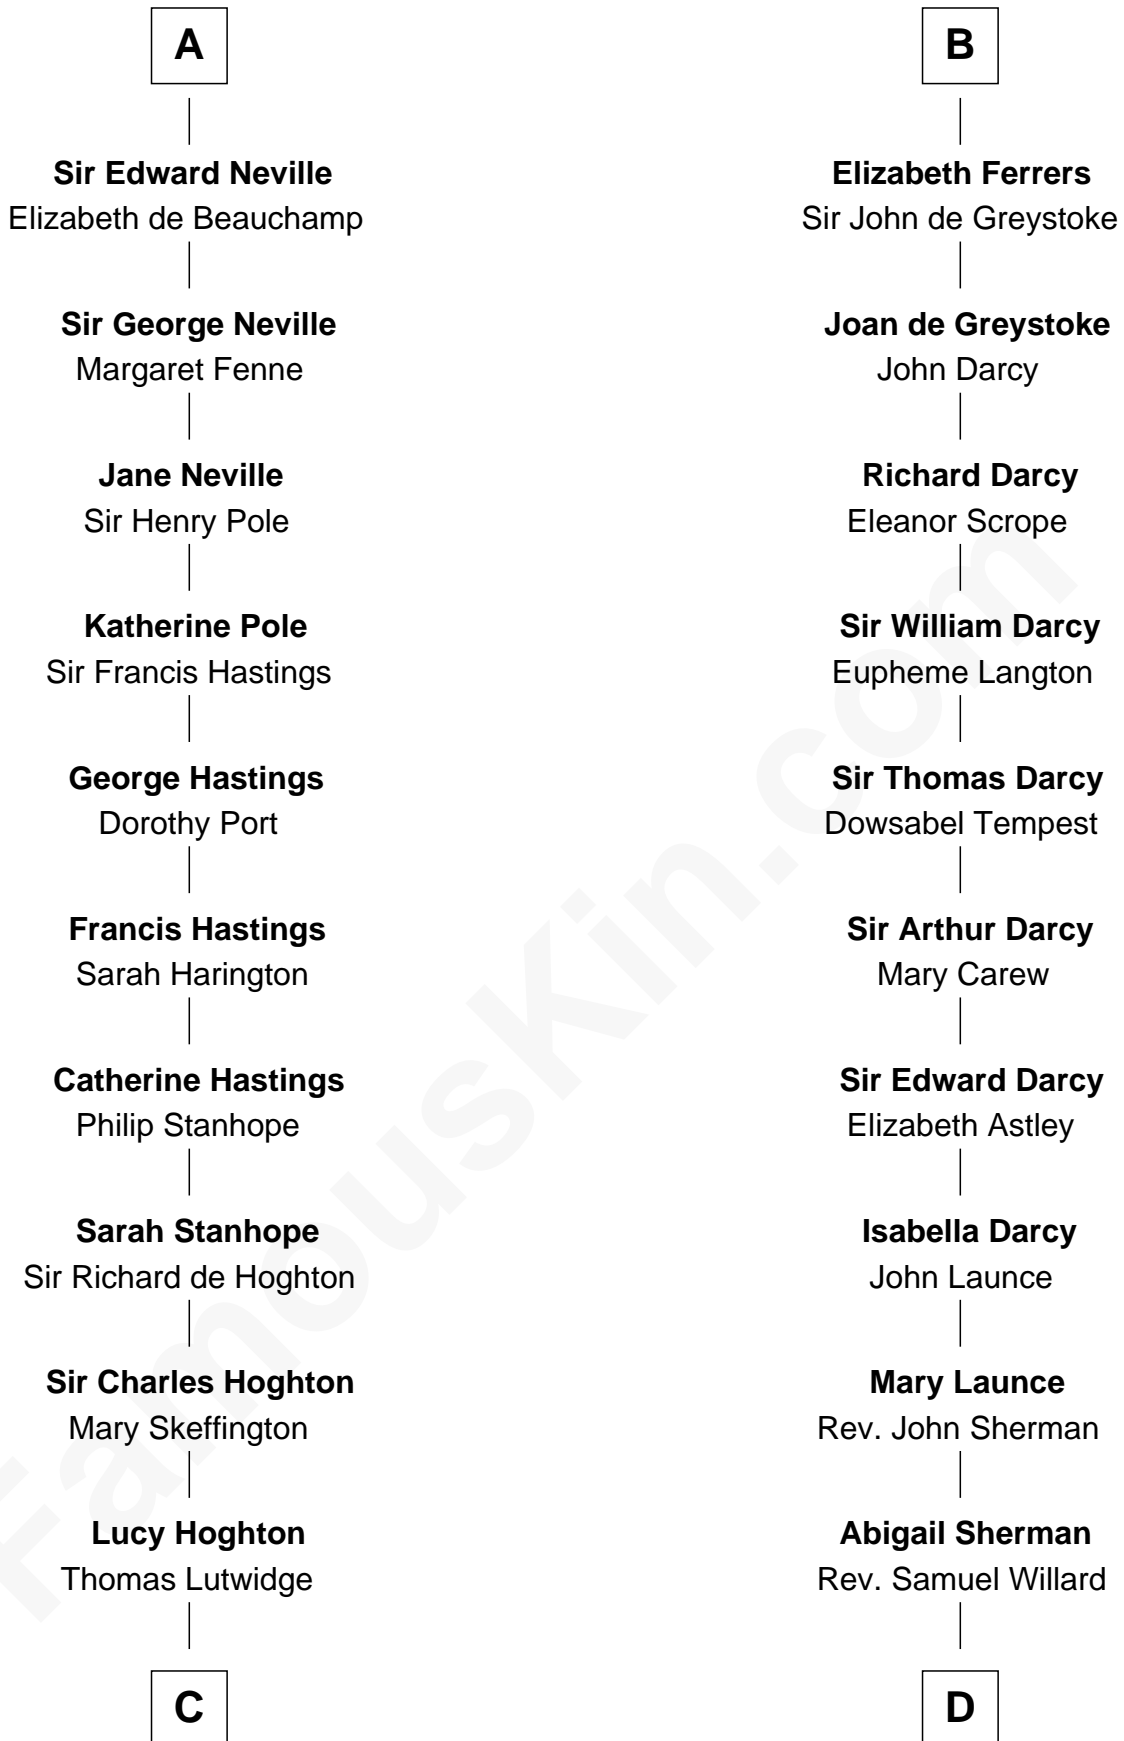 A
Sir Edward Neville
Elizabeth de Beauchamp
Sir George Neville
Margaret Fenne
Jane Neville
Sir Henry Pole
Katherine Pole
Sir Francis Hastings
George Hastings
Dorothy Port
Francis Hastings
Sarah Harington
Catherine Hastings
Philip Stanhope
Sarah Stanhope
Sir Richard de Hoghton
Sir Charles Hoghton
Mary Skeffington
Lucy Hoghton
Thomas Lutwidge
C
B
Elizabeth Ferrers
Sir John de Greystoke
Joan de Greystoke
John Darcy
Richard Darcy
Eleanor Scrope
Sir William Darcy
Eupheme Langton
Sir Thomas Darcy
Dowsabel Tempest
Sir Arthur Darcy
Mary Carew
Sir Edward Darcy
Elizabeth Astley
Isabella Darcy
John Launce
Mary Launce
Rev. John Sherman
Abigail Sherman
Rev. Samuel Willard
D
FamousKin.com